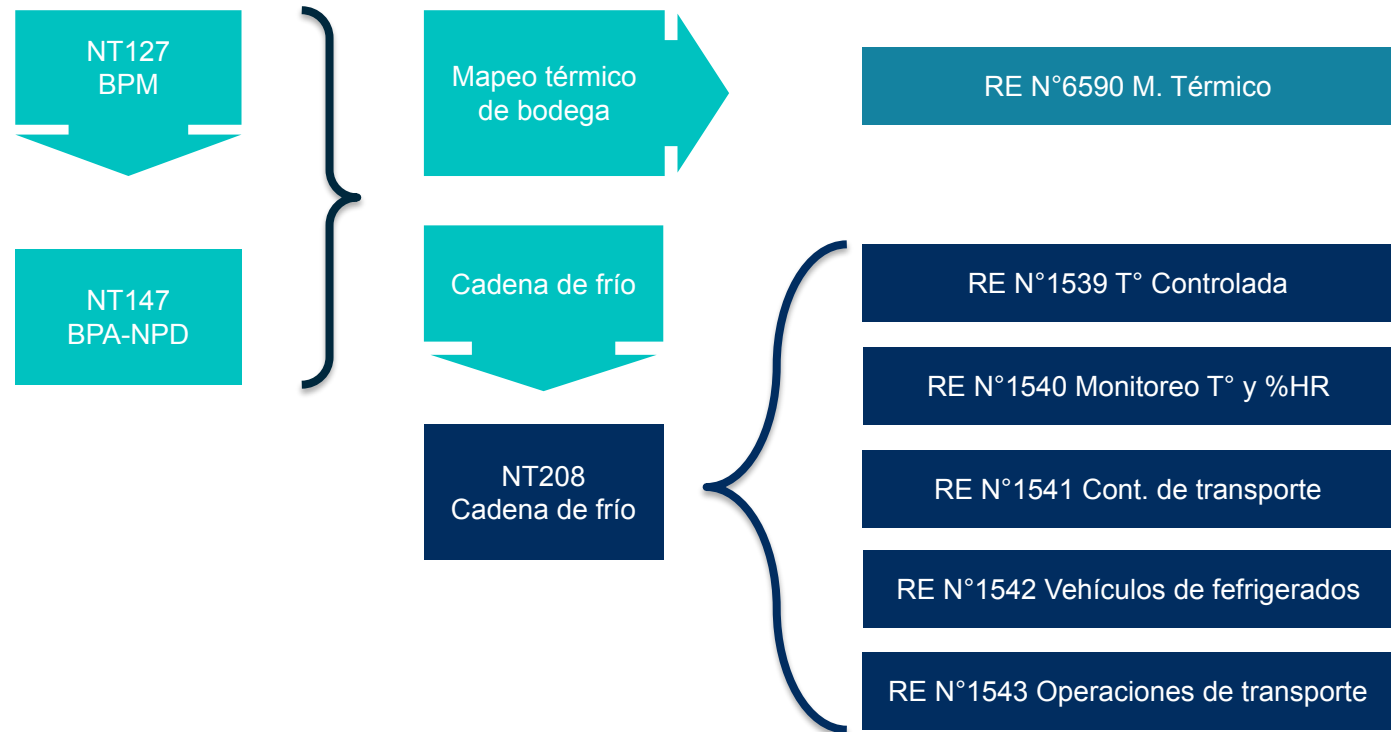 NT127
BPM
NT147
BPA-NPD
Mapeo térmico
de bodega
Cadena de frío
NT208
Cadena de frío
RE N°6590 M. Térmico
RE N°1539 T° Controlada
RE N°1540 Monitoreo T° y %HR
RE N°1541 Cont. de transporte
RE N°1542 Vehículos de fefrigerados
RE N°1543 Operaciones de transporte